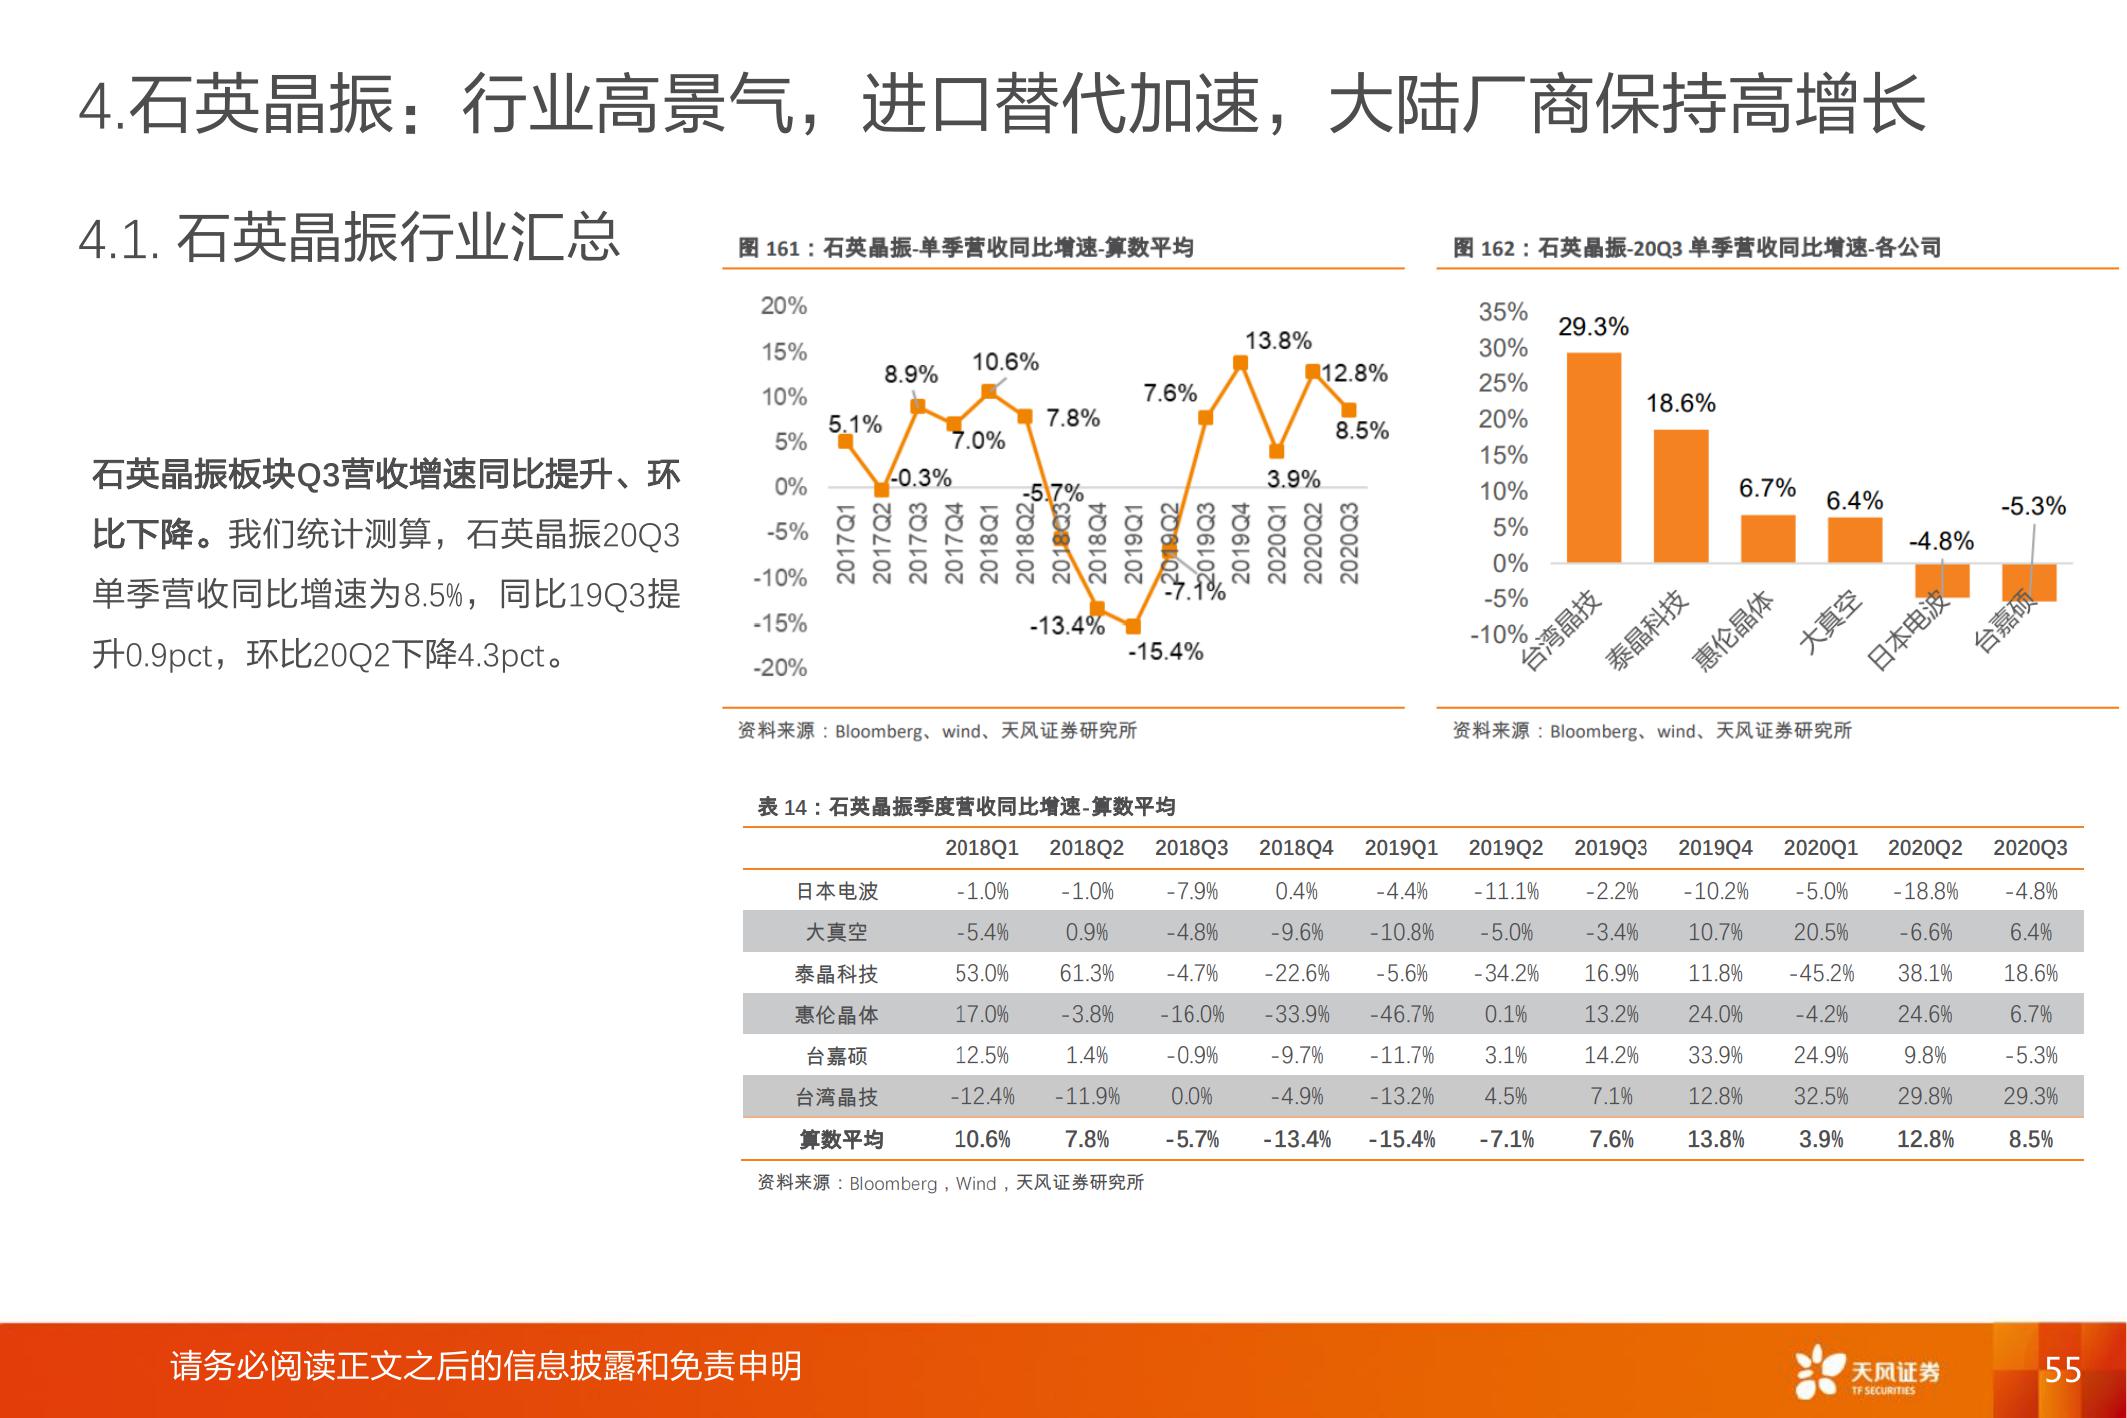 4.石英晶振：行业高景气，进口替代加速，大陆厂商保持高增长
4.1. 石英晶振行业汇总
石英晶振板块Q3营收增速同比提升、环
比下降。我们统计测算，石英晶振20Q3
单季营收同比增速为8.5%，同比19Q3提
升0.9pct，环比20Q2下降4.3pct。
图 161：石英晶振-单季营收同比增速-算数平均
20%
15%
10%
5%
0%
-5%
-10%
-15%
-20%
5.1%
-0.3%
8.9%
7.0%
10.6%
7.8%
-5.7%
-13.4%
-15.4%
-7.1%
7.6%
13.8%
3.9%
12.8%
8.5%
2017Q1
2017Q2
2017Q3
2017Q4
2018Q1
2018Q2
2018Q3
2018Q4
2019Q1
2019Q2
2019Q3
2019Q4
2020Q1
2020Q2
2020Q3
资料来源：Bloomberg、wind、天风证券研究所
图 162：石英晶振-20Q3 单季营收同比增速-各公司
35%
30%
25%
20%
15%
10%
5%
0%
-5%
-10%
29.3%
18.6%
6.7%
6.4%
-4.8%
-5.3%
台湾晶技
泰晶科技
惠伦晶体
大真空
日本电波
台嘉硕
资料来源：Bloomberg、wind、天风证券研究所
表 14：石英晶振季度营收同比增速-算数平均
2018Q1 2018Q2 2018Q3 2018Q4 2019Q1 2019Q2 2019Q3 2019Q4 2020Q1 2020Q2 2020Q3
日本电波 -1.0% -1.0% -7.9% 0.4% -4.4% -11.1% -2.2% -10.2% -5.0% -18.8% -4.8%
大真空 -5.4% 0.9% -4.8% -9.6% -10.8% -5.0% -3.4% 10.7% 20.5% -6.6% 6.4%
泰晶科技 53.0% 61.3% -4.7% -22.6% -5.6% -34.2% 16.9% 11.8% -45.2% 38.1% 18.6%
惠伦晶体 17.0% -3.8% -16.0% -33.9% -46.7% 0.1% 13.2% 24.0% -4.2% 24.6% 6.7%
台嘉硕 12.5% 1.4% -0.9% -9.7% -11.7% 3.1% 14.2% 33.9% 24.9% 9.8% -5.3%
台湾晶技 -12.4% -11.9% 0.0% -4.9% -13.2% 4.5% 7.1% 12.8% 32.5% 29.8% 29.3%
算数平均 10.6% 7.8% -5.7% -13.4% -15.4% -7.1% 7.6% 13.8% 3.9% 12.8% 8.5%
资料来源：Bloomberg，Wind，天风证券研究所
请务必阅读正文之后的信息披露和免责申明
天风证券
TF SECURITIES
55